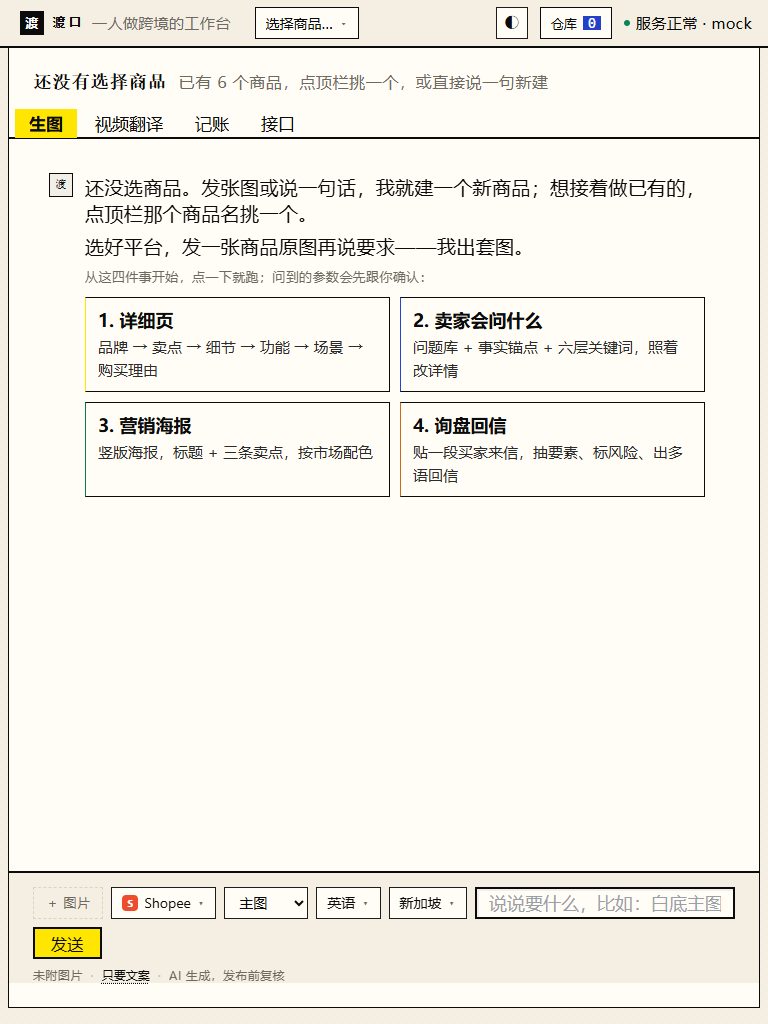 渡 渡口 一人做跨境的工作台 选择商品... 仓库 0 服务正常 · mock
还没有选择商品 已有 6 个商品，点顶栏挑一个，或直接说一句新建
生图 视频翻译 记账 接口
渡 还没选商品。发张图或说一句话，我就建一个新商品；想接着做已有的，
点顶栏那个商品名挑一个。
选好平台，发一张商品原图再说要求——我出套图。
从这四件事开始，点一下就跑；问到的参数会先跟你确认：
1. 详细页
品牌 → 卖点 → 细节 → 功能 → 场景 →
购买理由
2. 卖家会问什么
问题库 + 事实锚点 + 六层关键词，照着
改详情
3. 营销海报
竖版海报，标题 + 三条卖点，按市场配色
4. 询盘回信
贴一段买家来信，抽要素、标风险、出多
语回信
+ 图片 S Shopee 主图 英语 新加坡 说说要什么，比如：白底主图
发送
未附图片 · 只要文案 · AI 生成，发布前复核